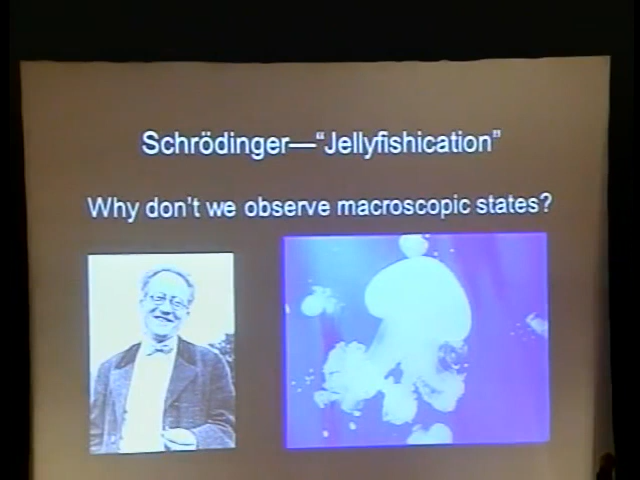 Schrödinger—“Jellyfishication”
Why don't we observe macroscopic states?